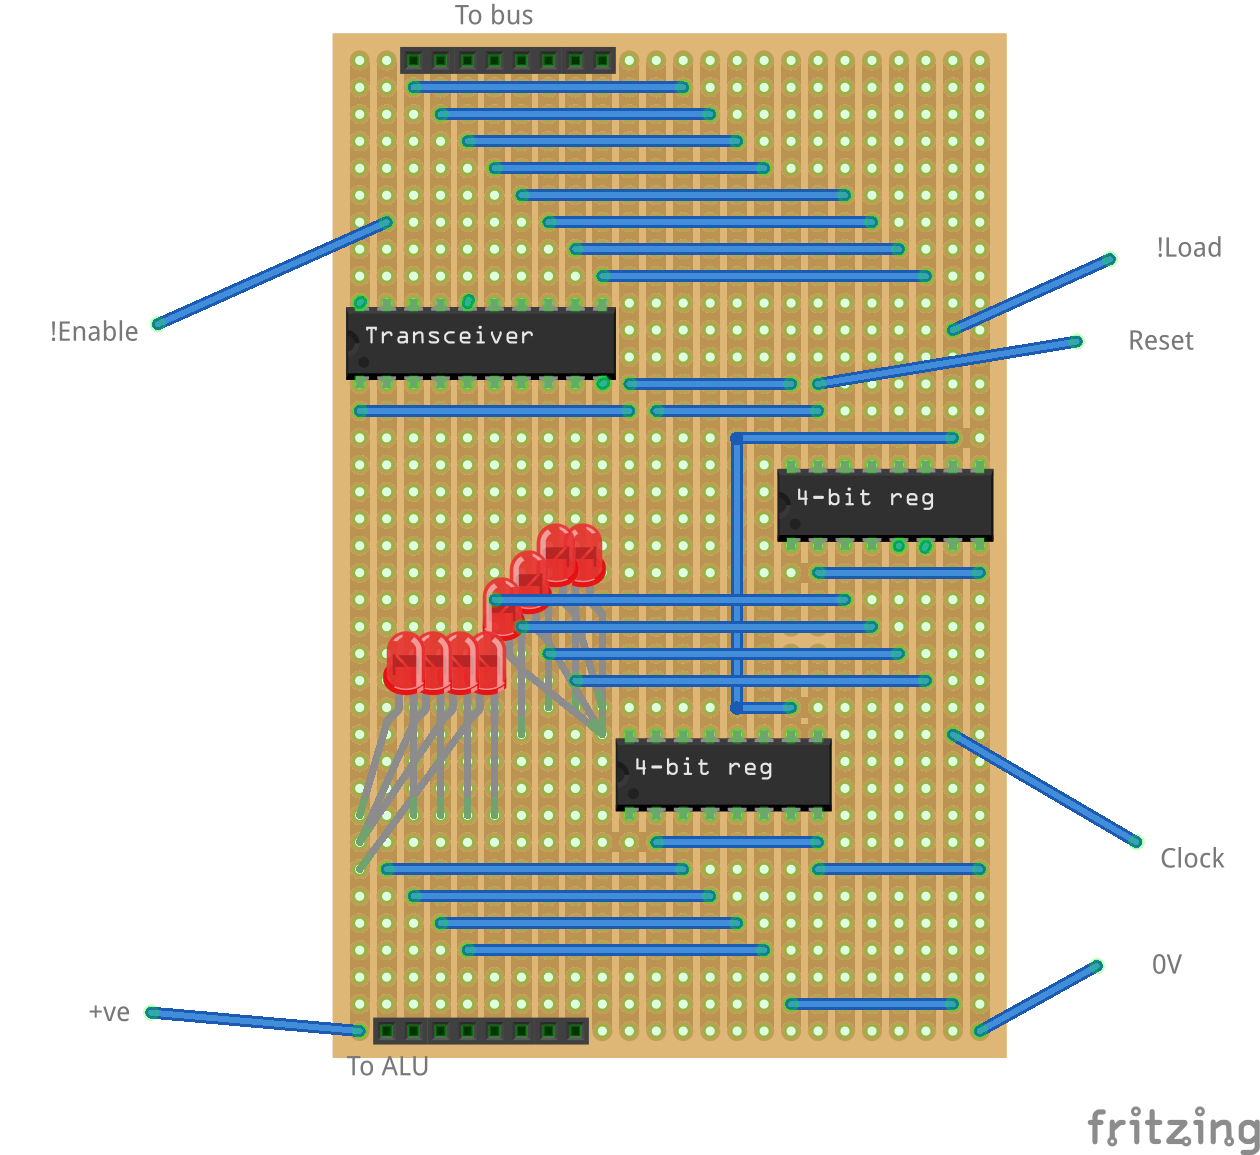 To bus
!Load
!Enable
Transceiver
Reset
4-bit reg
4-bit reg
Clock
0V
+ve
To ALU
fritzing